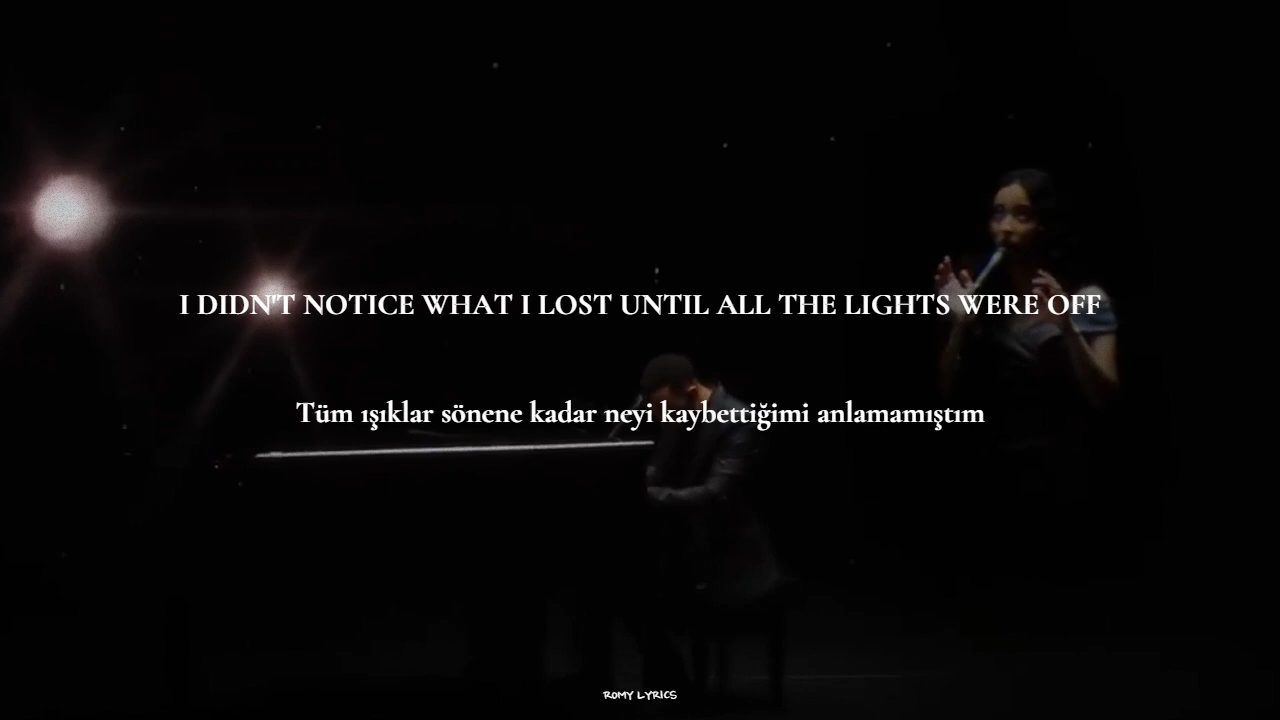 I DIDN'T NOTICE WHAT I LOST UNTIL ALL THE LIGHTS WERE OFF
Tüm ışıklar sönene kadar neyi kaybettiğimi anlamamıştım
ROMY LYRICS